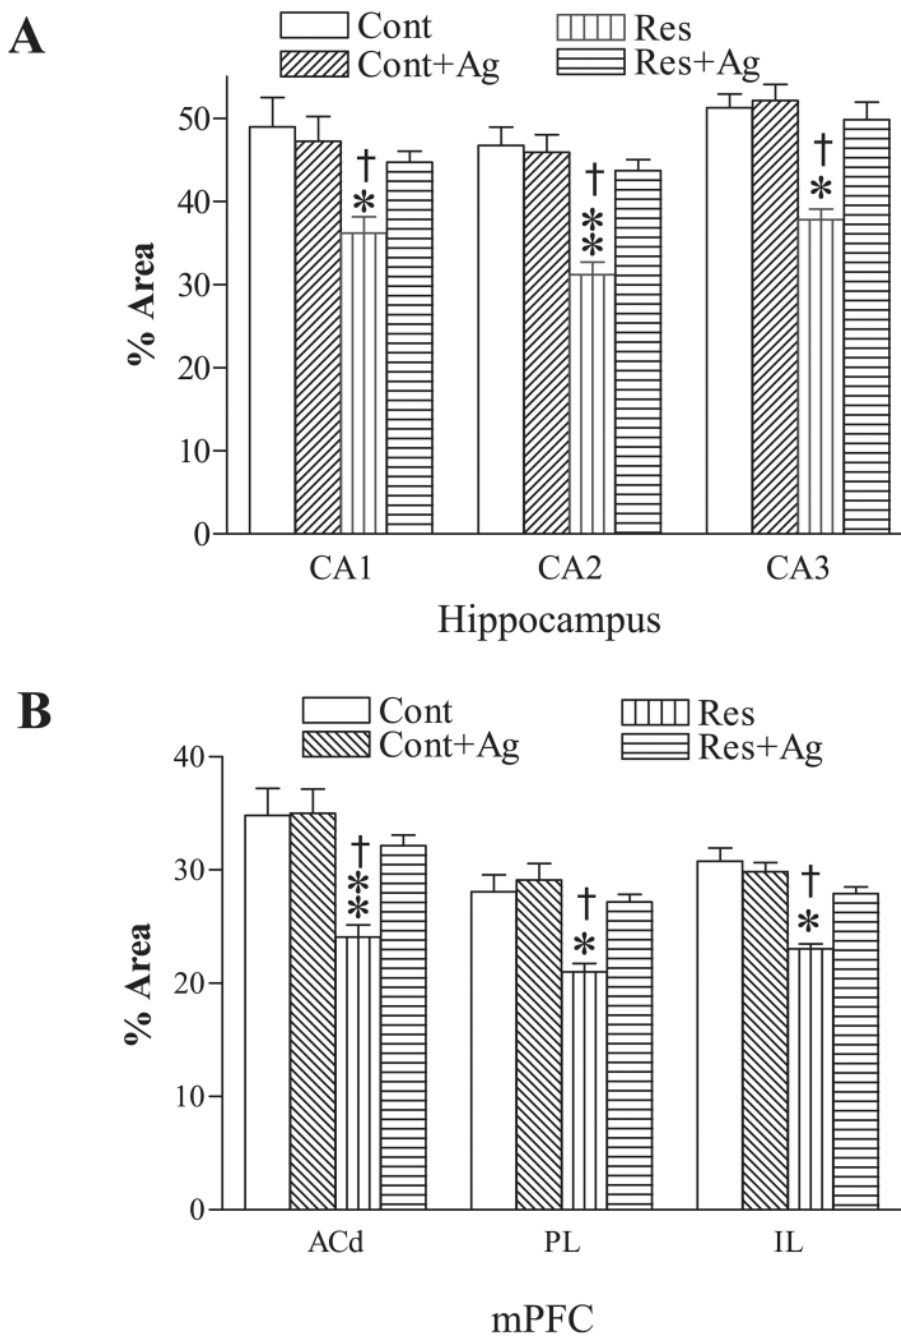 A
Cont
Res
Cont+Ag
Res+Ag
50
† 
*
†
**
†
*
40
30
20
10
0
% Area
CA1 CA2 CA3
Hippocampus
B
Cont
Res
Cont+Ag
Res+Ag
40
†
**
†
*
†
*
30
20
10
0
% Area
ACd PL IL
mPFC